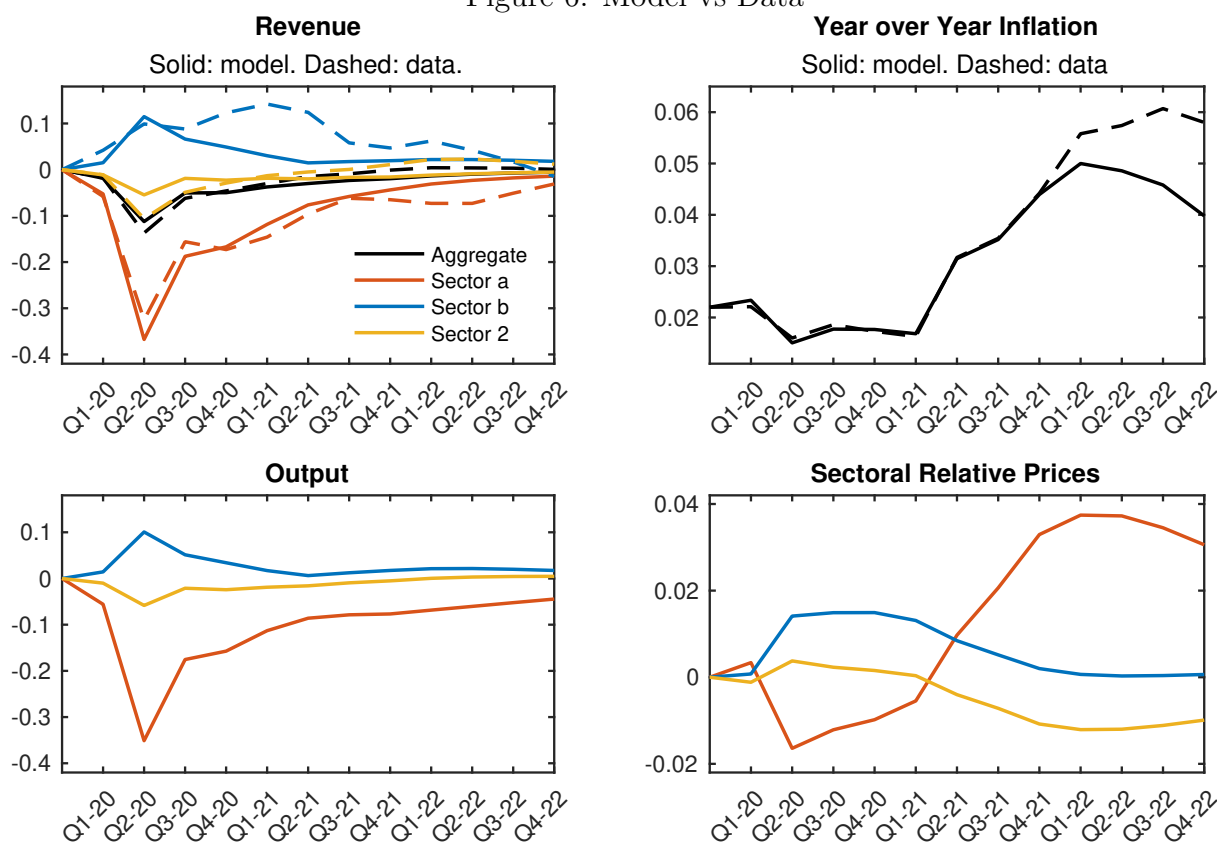 Figure 6: Model vs Data
Revenue
Solid: model. Dashed: data.
0.1
0
-0.1
-0.2
-0.3
-0.4
Aggregate
Sector a
Sector b
Sector 2
Q1-20
Q2-20
Q3-20
Q4-20
Q1-21
Q2-21
Q3-21
Q4-21
Q1-22
Q2-22
Q3-22
Q4-22
Year over Year Inflation
Solid: model. Dashed: data
0.06
0.05
0.04
0.03
0.02
Q1-20
Q2-20
Q3-20
Q4-20
Q1-21
Q2-21
Q3-21
Q4-21
Q1-22
Q2-22
Q3-22
Q4-22
Output
0.1
0
-0.1
-0.2
-0.3
-0.4
Q1-20
Q2-20
Q3-20
Q4-20
Q1-21
Q2-21
Q3-21
Q4-21
Q1-22
Q2-22
Q3-22
Q4-22
Sectoral Relative Prices
0.04
0.02
0
-0.02
Q1-20
Q2-20
Q3-20
Q4-20
Q1-21
Q2-21
Q3-21
Q4-21
Q1-22
Q2-22
Q3-22
Q4-22